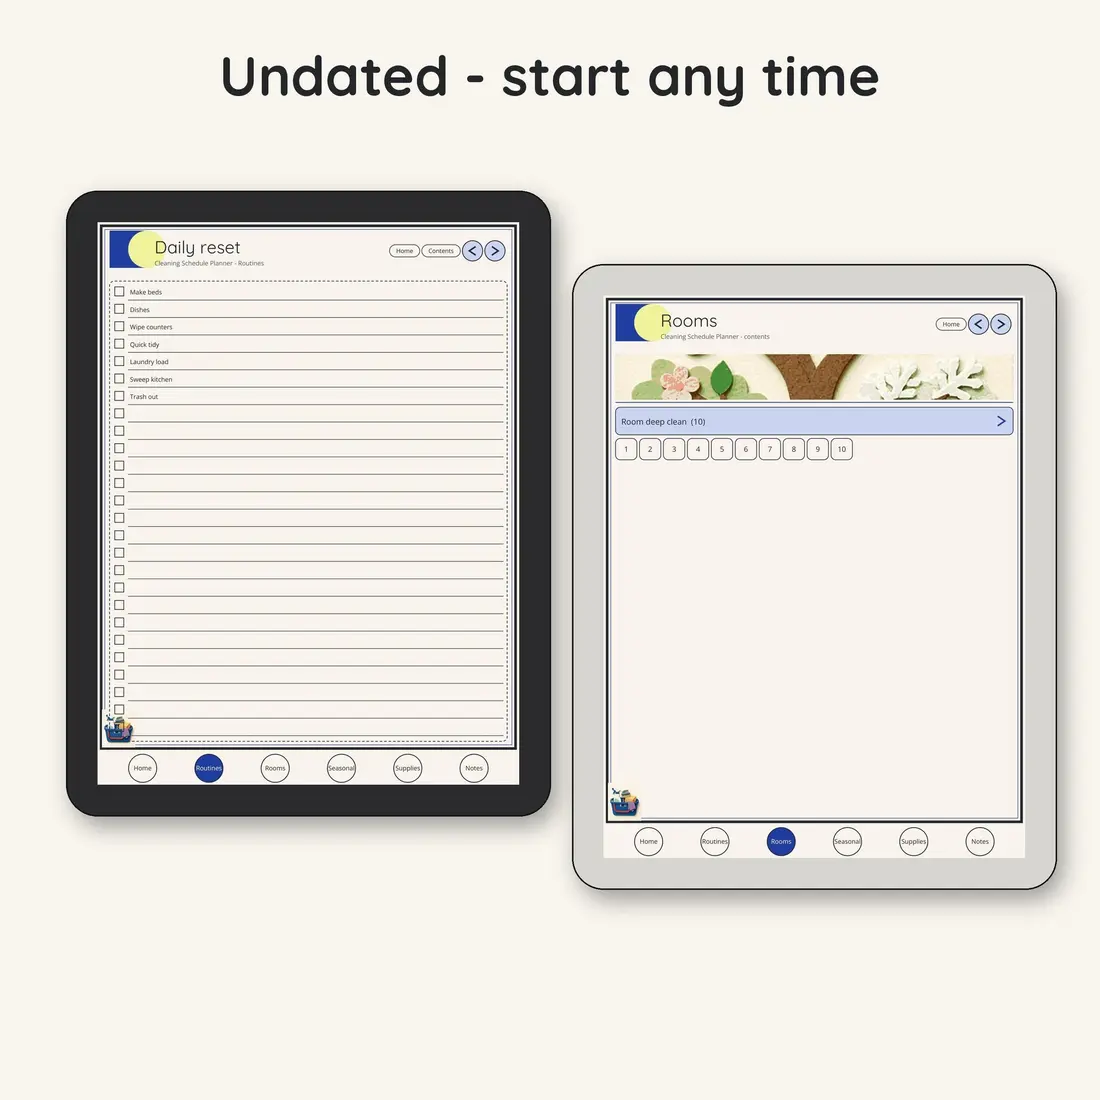 Undated - start any time
Daily reset
Cleaning Schedule Planner - Routines
Home
Contents
<
>
Make beds
Dishes
Wipe counters
Quick tidy
Laundry load
Sweep kitchen
Trash out
Home
Routines
Rooms
Seasonal
Supplies
Notes
Rooms
Cleaning Schedule Planner - contents
Home
<
>
Room deep clean (10)
>
1 2 3 4 5 6 7 8 9 10
Home
Routines
Rooms
Seasonal
Supplies
Notes